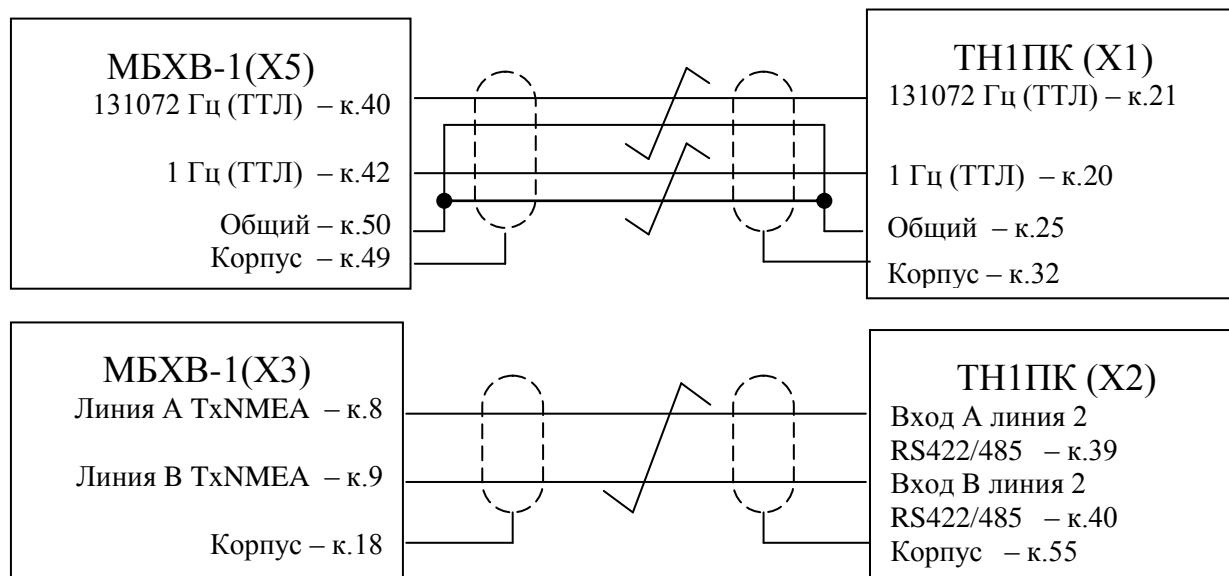 МБХВ-1(Х5)
131072 Гц (ТТЛ) – к.40
1 Гц (ТТЛ) – к.42
Общий – к.50
Корпус – к.49
ТН1ПК (Х1)
131072 Гц (ТТЛ) – к.21
1 Гц (ТТЛ) – к.20
Общий – к.25
Корпус – к.32
МБХВ-1(Х3)
Линия А TxNMEA – к.8
Линия В TxNMEA – к.9
Корпус – к.18
ТН1ПК (Х2)
Вход А линия 2
RS422/485 – к.39
Вход В линия 2
RS422/485 – к.40
Корпус – к.55